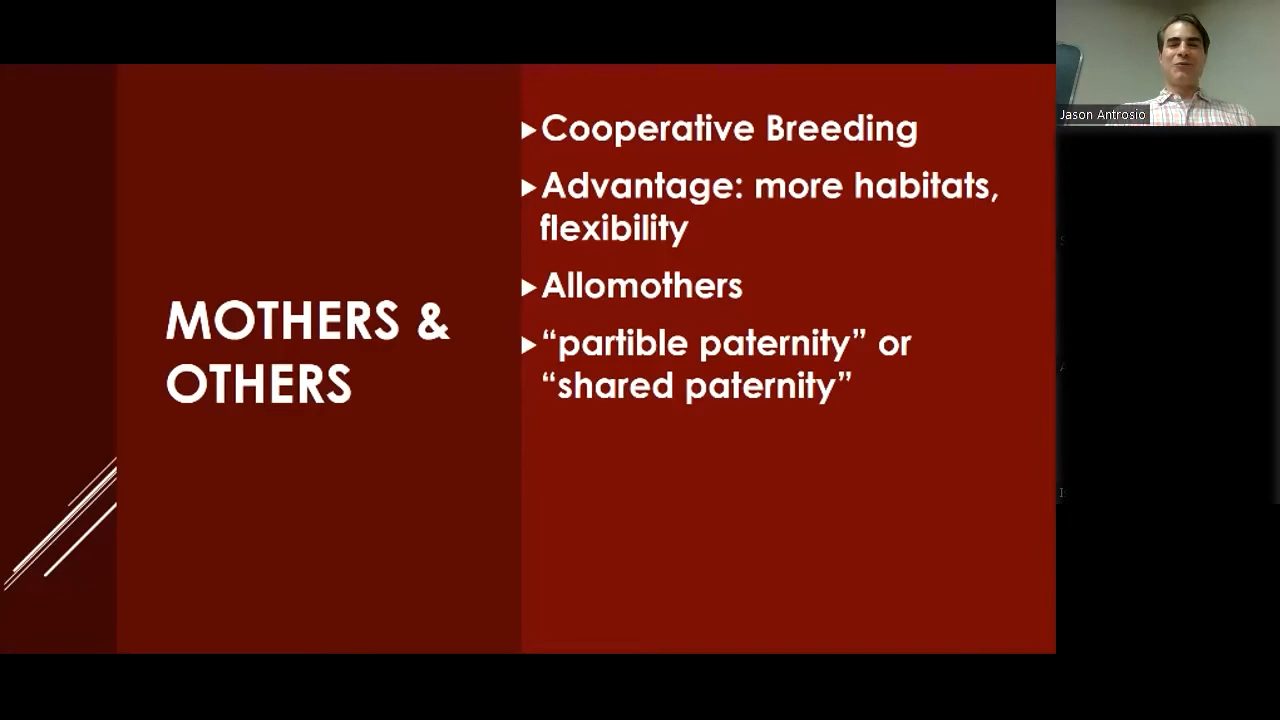 MOTHERS &
OTHERS
Cooperative Breeding
Advantage: more habitats,
flexibility
Allomothers
“partible paternity” or
“shared paternity”
Jason Antrosio